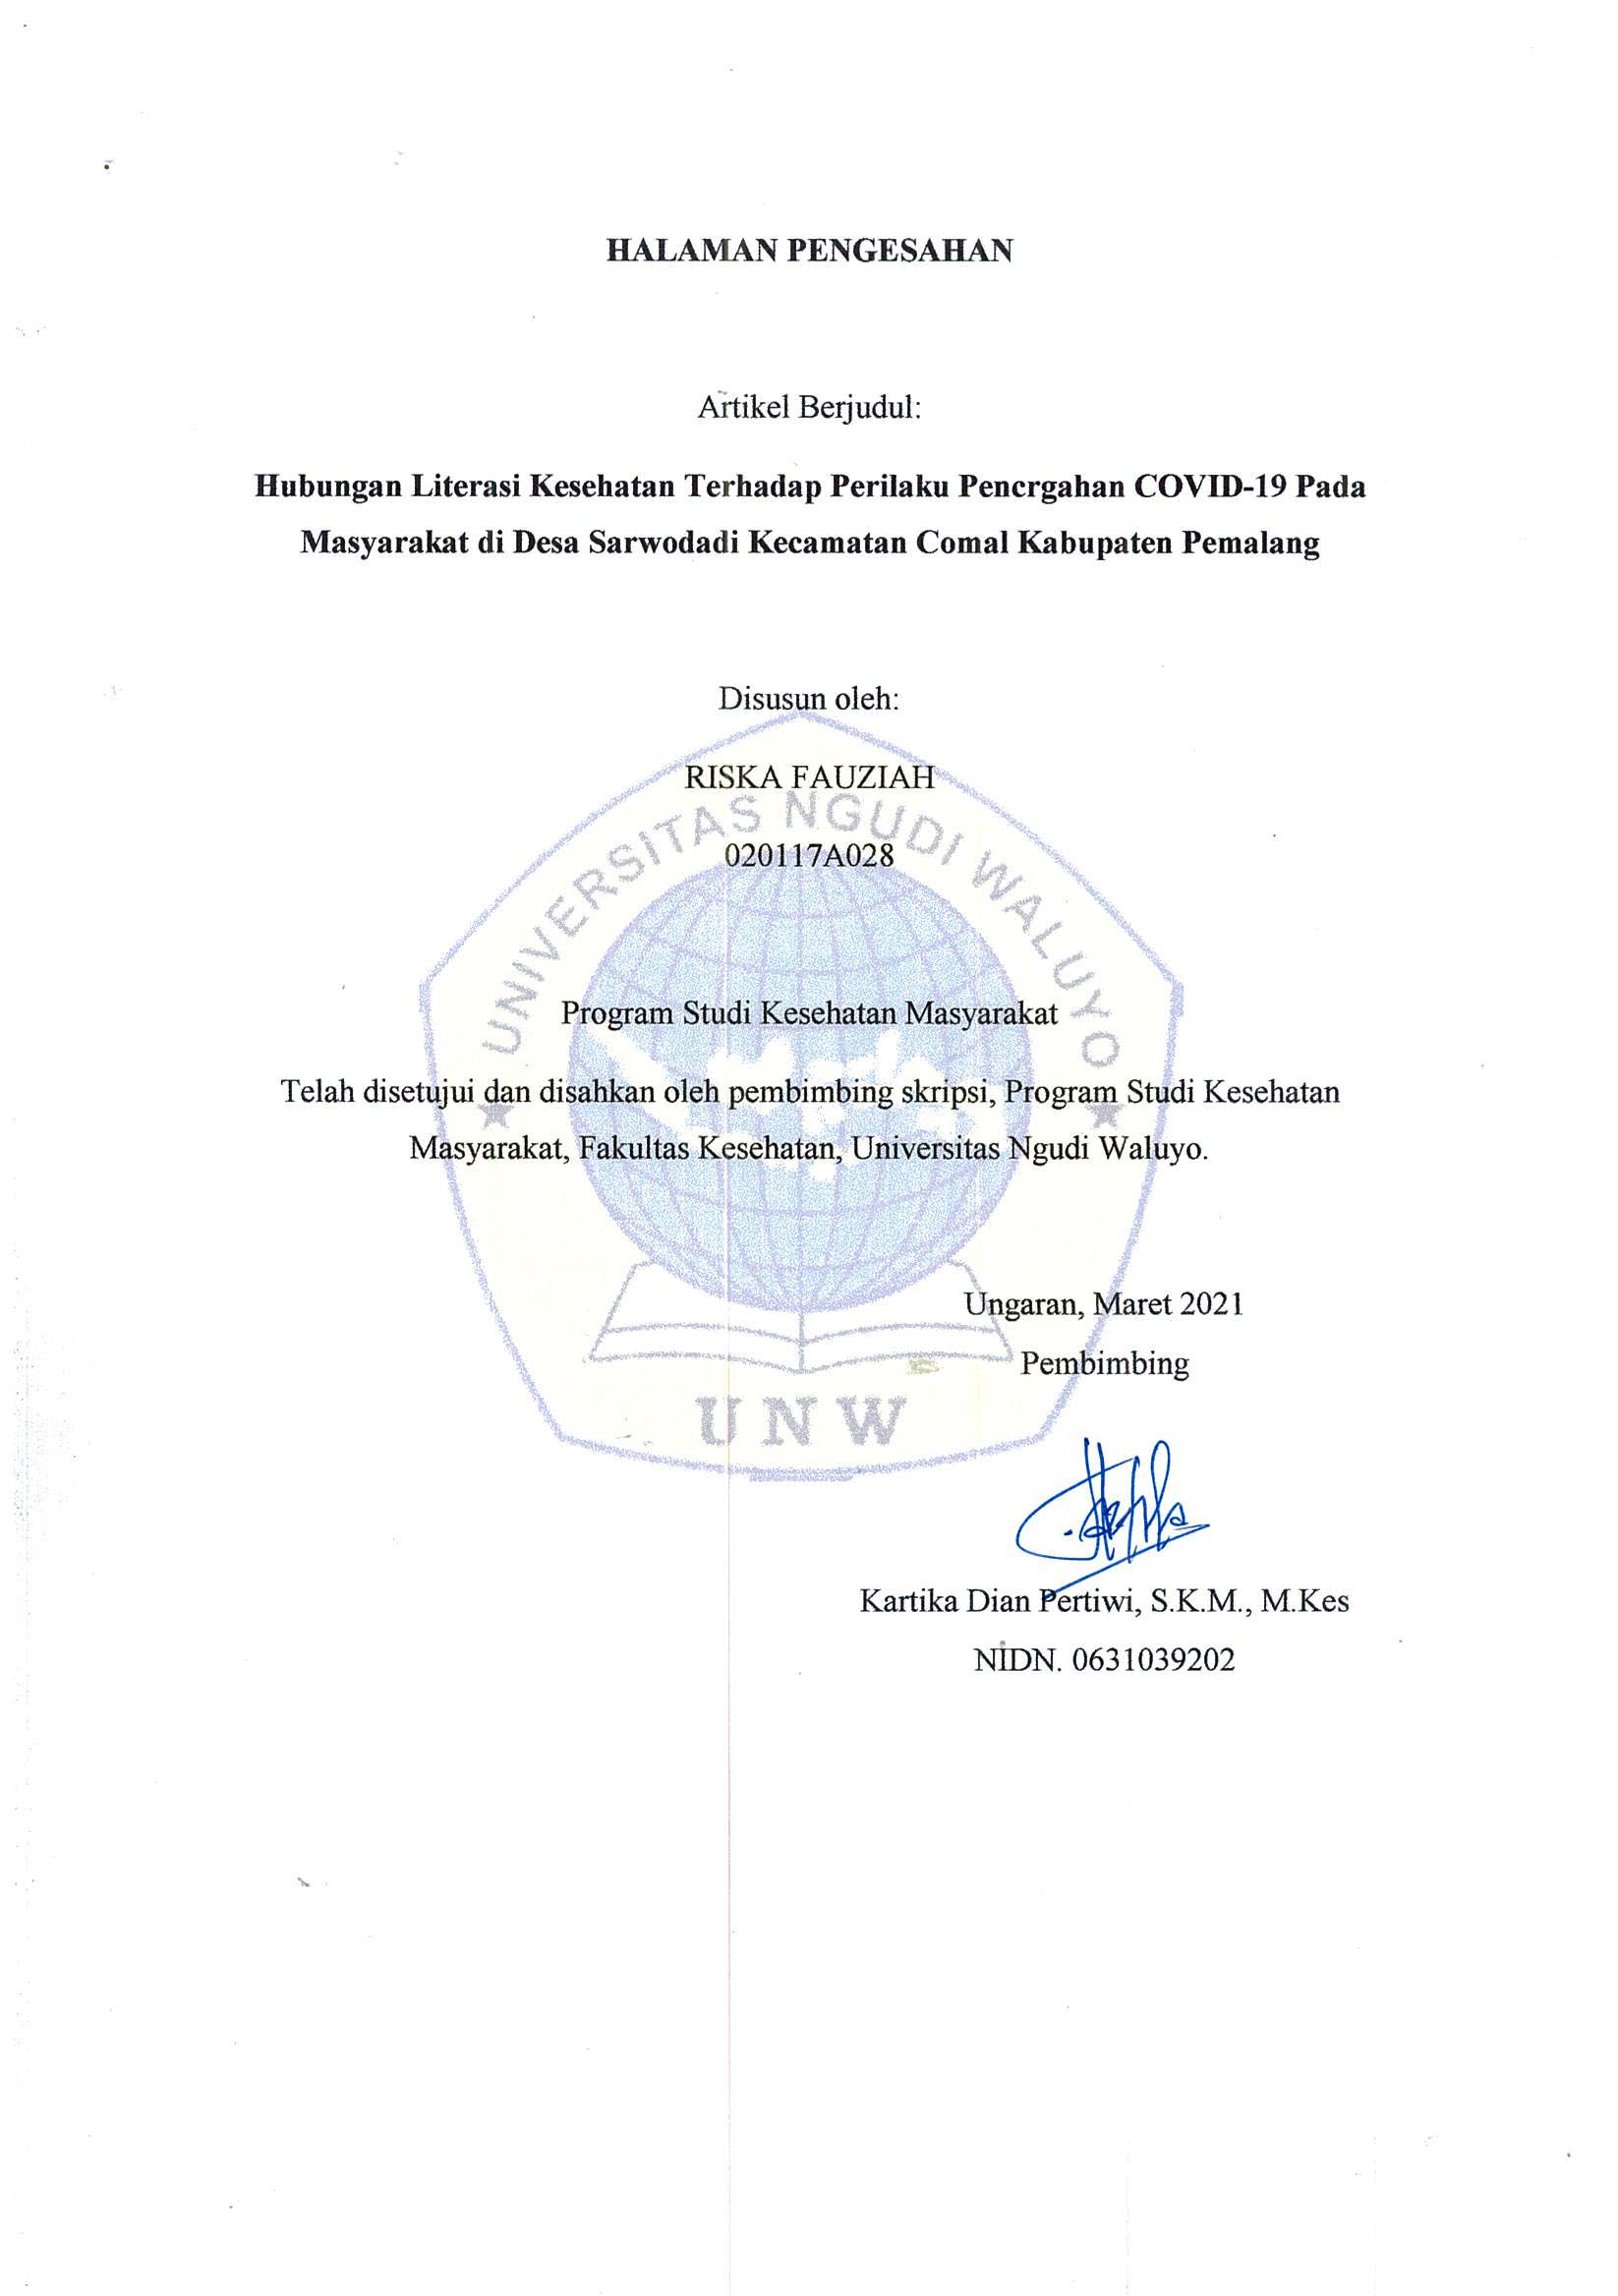 HALAMAN PENGESAHAN
Artikel Berjudul:
Hubungan Literasi Kesehatan Terhadap Perilaku Pencrgahan COVID-19 Pada
Masyarakat di Desa Sarwodadi Kecamatan Comal Kabupaten Pemalang
Disusun oleh:
RISKA FAUZIAH
UNIVERSITAS NGUDI WALUYO
020117A028
Program Studi Kesehatan Masyarakat
Telah disetujui dan disahkan oleh pembimbing skripsi, Program Studi Kesehatan
Masyarakat, Fakultas Kesehatan, Universitas Ngudi Waluyo.
Ungaran, Maret 2021
Pembimbing
UNW
Kartika Dian Pertiwi, S.K.M., M.Kes
NIDN. 0631039202